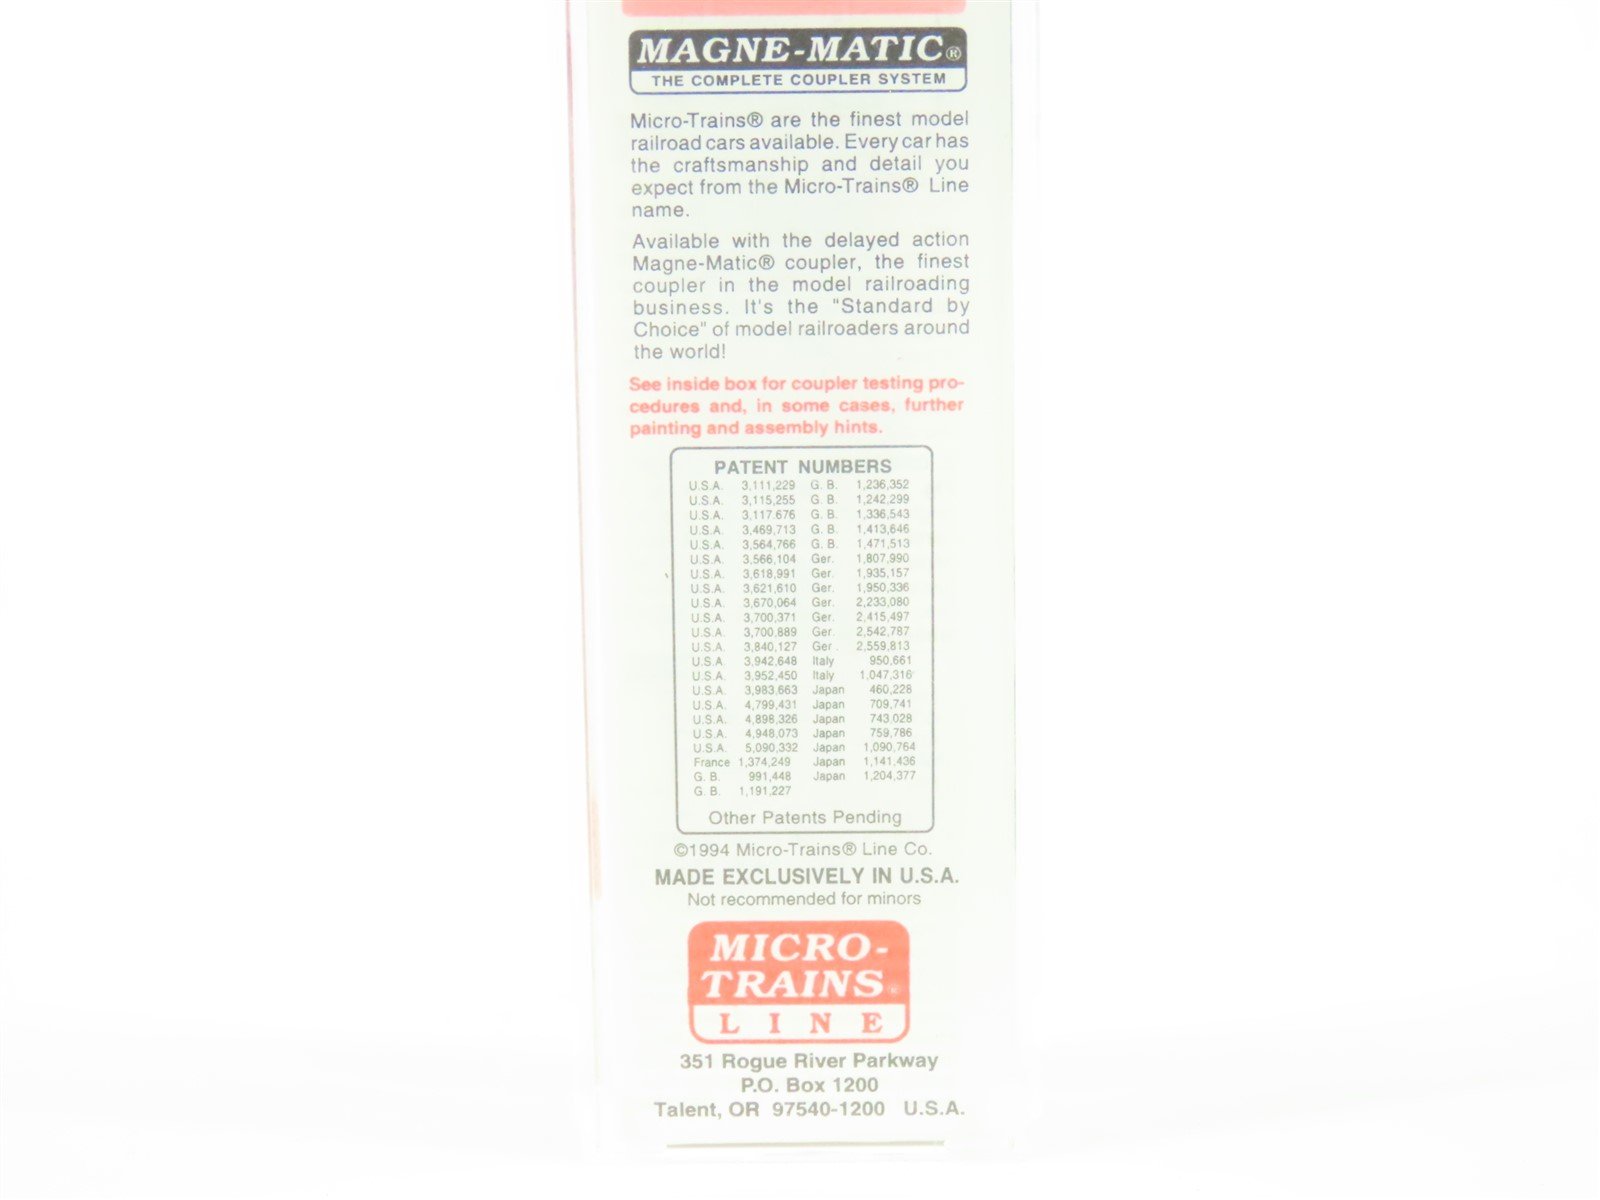 MAGNE-MATIC®
THE COMPLETE COUPLER SYSTEM
Micro-Trains® are the finest model
railroad cars available. Every car has
the craftsmanship and detail you
expect from the Micro-Trains® Line
name.
Available with the delayed action
Magne-Matic® coupler, the finest
coupler in the model railroading
business. It's the "Standard by
Choice" of model railroaders around
the world!
See inside box for coupler testing pro-
cedures and, in some cases, further
painting and assembly hints.
PATENT NUMBERS
U.S.A. 3,111,229 G. B. 1,236,352
U.S.A. 3,115,255 G. B. 1,242,299
U.S.A. 3,117,676 G. B. 1,336,543
U.S.A. 3,469,713 G. B. 1,413,646
U.S.A. 3,564,766 G. B. 1,471,513
U.S.A. 3,566,104 Ger. 1,807,990
U.S.A. 3,618,991 Ger. 1,935,157
U.S.A. 3,621,610 Ger. 1,950,336
U.S.A. 3,670,064 Ger. 2,233,080
U.S.A. 3,700,371 Ger. 2,415,497
U.S.A. 3,700,889 Ger. 2,542,787
U.S.A. 3,840,127 Ger. 2,559,813
U.S.A. 3,942,648 Italy 950,661
U.S.A. 3,952,450 Italy 1,047,316
U.S.A. 3,983,663 Japan 460,228
U.S.A. 4,799,431 Japan 709,741
U.S.A. 4,898,326 Japan 743,028
U.S.A. 4,948,073 Japan 759,786
U.S.A. 5,090,332 Japan 1,090,764
France 1,374,249 Japan 1,141,436
G. B. 991,448 Japan 1,204,377
G. B. 1,191,227
Other Patents Pending
©1994 Micro-Trains® Line Co.
MADE EXCLUSIVELY IN U.S.A.
Not recommended for minors
MICRO-
TRAINS®
LINE
351 Rogue River Parkway
P.O. Box 1200
Talent, OR 97540-1200 U.S.A.